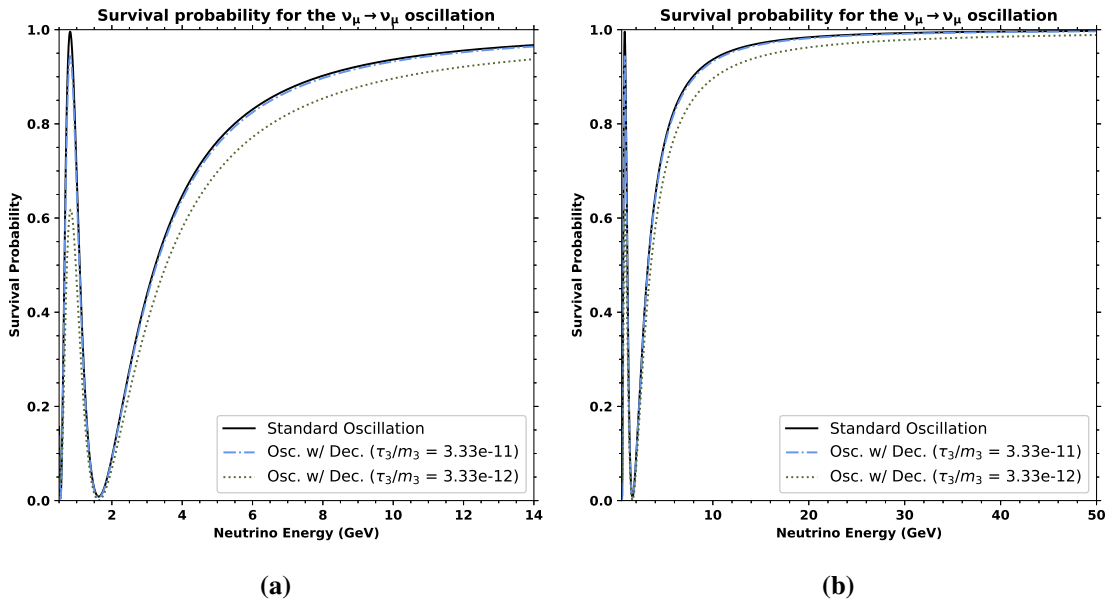 Survival probability for the νμ→νμ oscillation
1.0
0.8
0.6
0.4
0.2
0.0
Survival Probability
2 4 6 8 10 12 14
Neutrino Energy (GeV)
Standard Oscillation
Osc. w/ Dec. (τ₃/m₃ = 3.33e-11)
Osc. w/ Dec. (τ₃/m₃ = 3.33e-12)
(a)
Survival probability for the νμ→νμ oscillation
1.0
0.8
0.6
0.4
0.2
0.0
Survival Probability
10 20 30 40 50
Neutrino Energy (GeV)
Standard Oscillation
Osc. w/ Dec. (τ₃/m₃ = 3.33e-11)
Osc. w/ Dec. (τ₃/m₃ = 3.33e-12)
(b)